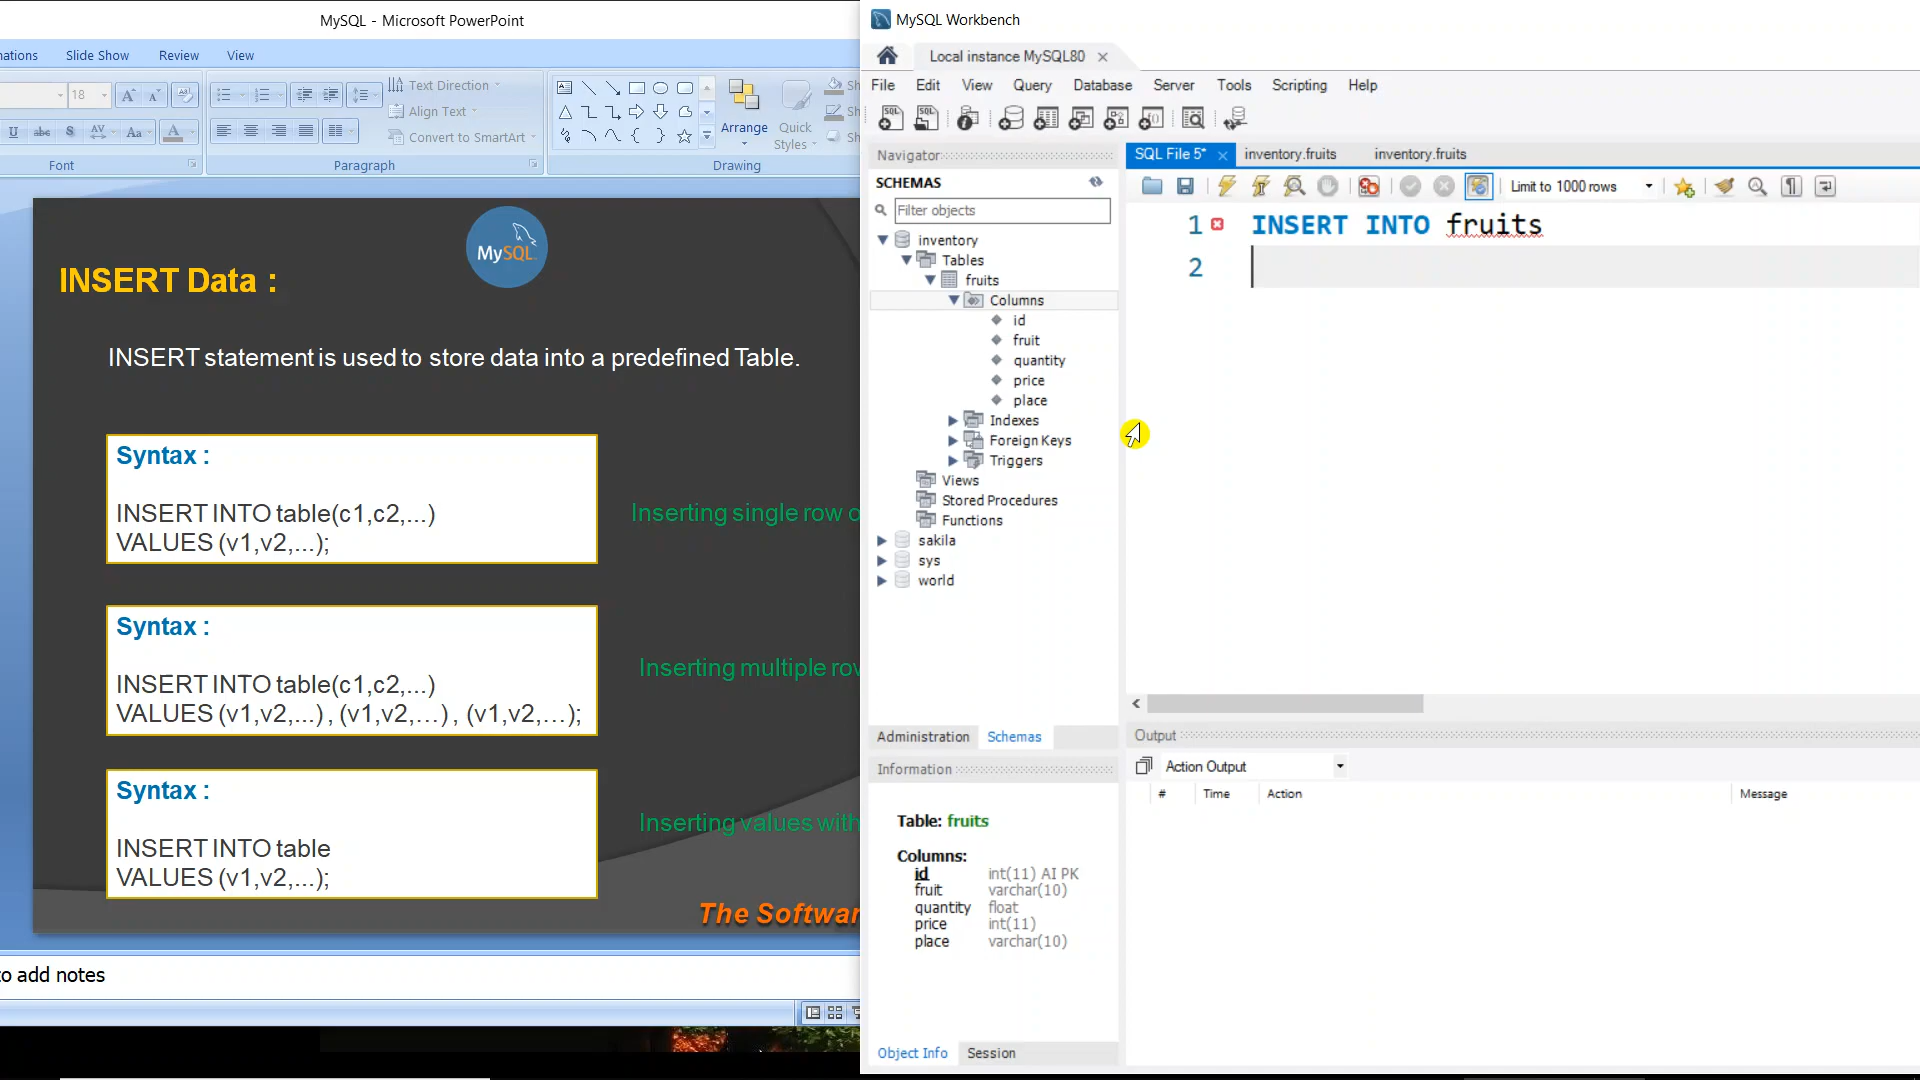 MySQL - Microsoft PowerPoint
nations
Slide Show
Review
View
18
Text Direction
Align Text
Convert to SmartArt
Arrange
Quick
Styles
Font
Paragraph
Drawing
INSERT Data :
MySQL
INSERT statement is used to store data into a predefined Table.
Syntax :
INSERT INTO table(c1,c2,...)
VALUES (v1,v2,...);
Inserting single row o
Syntax :
INSERT INTO table(c1,c2,...)
VALUES (v1,v2,...) , (v1,v2,...) , (v1,v2,...);
Inserting multiple rov
Syntax :
INSERT INTO table
VALUES (v1,v2,...);
Inserting values with
The Softwar
to add notes
MySQL Workbench
Local instance MySQL80
File Edit View Query Database Server Tools Scripting Help
Navigator
SCHEMAS
Filter objects
inventory
Tables
fruits
Columns
id
fruit
quantity
price
place
Indexes
Foreign Keys
Triggers
Views
Stored Procedures
Functions
sakila
sys
world
Administration Schemas
Information
Table: fruits
Columns:
id int(11) AI PK
fruit varchar(10)
quantity float
price int(11)
place varchar(10)
Object Info Session
SQL File 5* inventory.fruits inventory.fruits
Limit to 1000 rows
1 INSERT INTO fruits
2
Output
Action Output
# Time Action Message